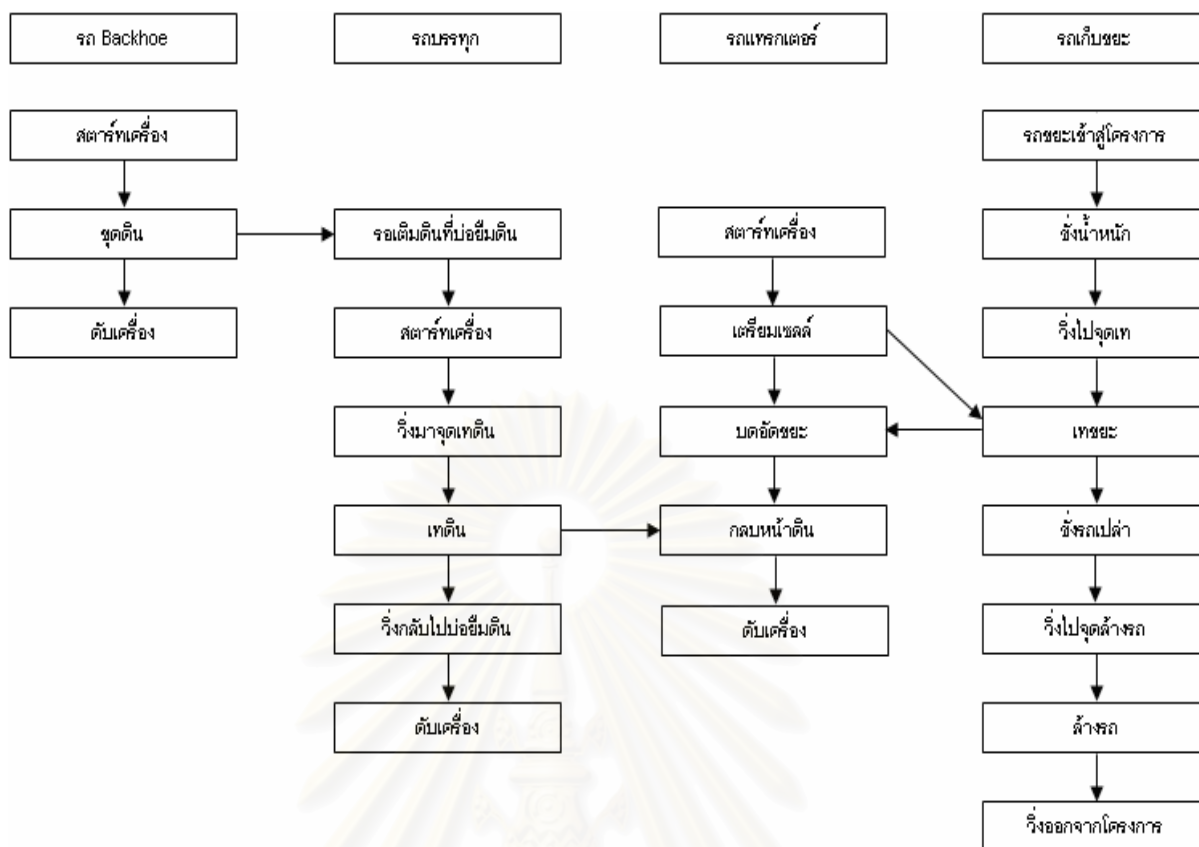 รถ Backhoe
รถบรรทุก
รถแทรกเตอร์
รถเก็บขยะ
สตาร์ทเครื่อง
ขุดดิน
ดับเครื่อง
รอเติมดินที่บ่อยืมดิน
สตาร์ทเครื่อง
วิ่งมาจุดเทดิน
เทดิน
วิ่งกลับไปบ่อยืมดิน
ดับเครื่อง
สตาร์ทเครื่อง
เตรียมเซลล์
บดอัดขยะ
กลบหน้าดิน
ดับเครื่อง
รถขยะเข้าสู่โครงการ
ชั่งน้ำหนัก
วิ่งไปจุดเท
เทขยะ
ชั่งรถเปล่า
วิ่งไปจุดล้างรถ
ล้างรถ
วิ่งออกจากโครงการ